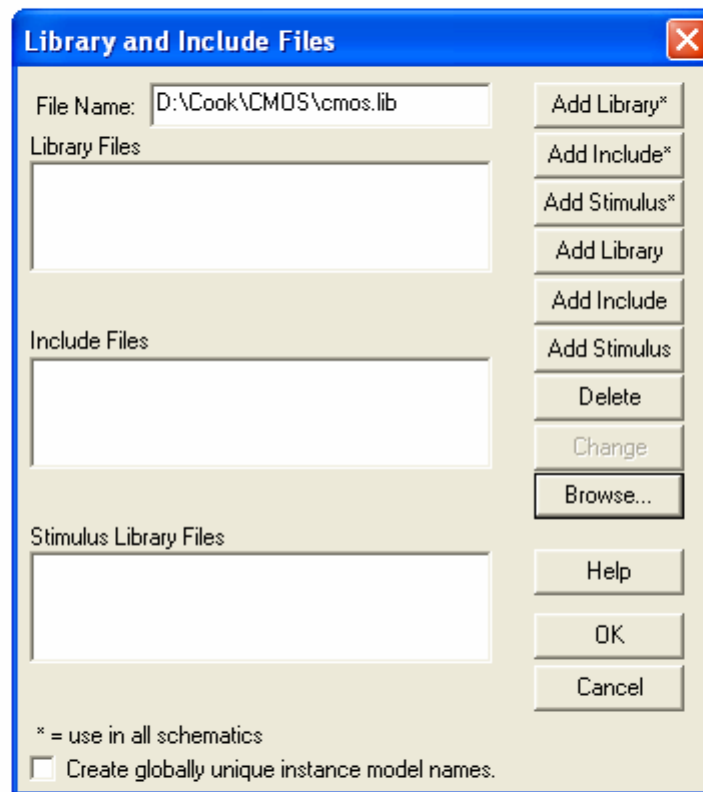 Library and Include Files
File Name: D:\Cook\CMOS\cmos.lib
Library Files
Include Files
Stimulus Library Files
* = use in all schematics
Create globally unique instance model names.
Add Library*
Add Include*
Add Stimulus*
Add Library
Add Include
Add Stimulus
Delete
Change
Browse...
Help
OK
Cancel